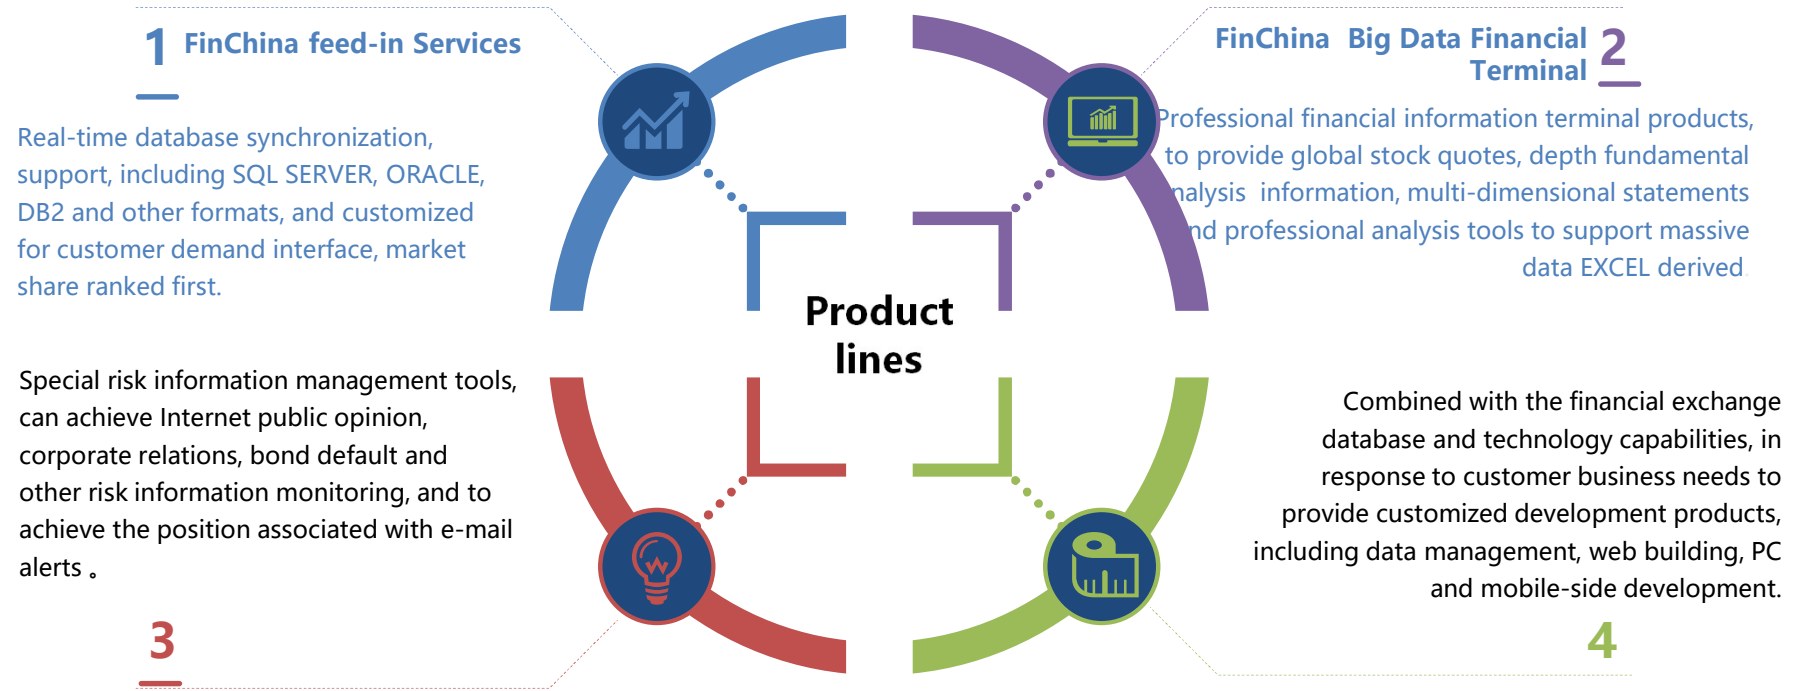 1 FinChina feed-in Services
Real-time database synchronization,
support, including SQL SERVER, ORACLE,
DB2 and other formats, and customized
for customer demand interface, market
share ranked first.
FinChina Big Data Financial 2
Terminal
Professional financial information terminal products,
to provide global stock quotes, depth fundamental
nalysis information, multi-dimensional statements
nd professional analysis tools to support massive
data EXCEL derived.
Product
lines
Special risk information management tools,
can achieve Internet public opinion,
corporate relations, bond default and
other risk information monitoring, and to
achieve the position associated with e-mail
alerts 。
3
Combined with the financial exchange
database and technology capabilities, in
response to customer business needs to
provide customized development products,
including data management, web building, PC
and mobile-side development.
4